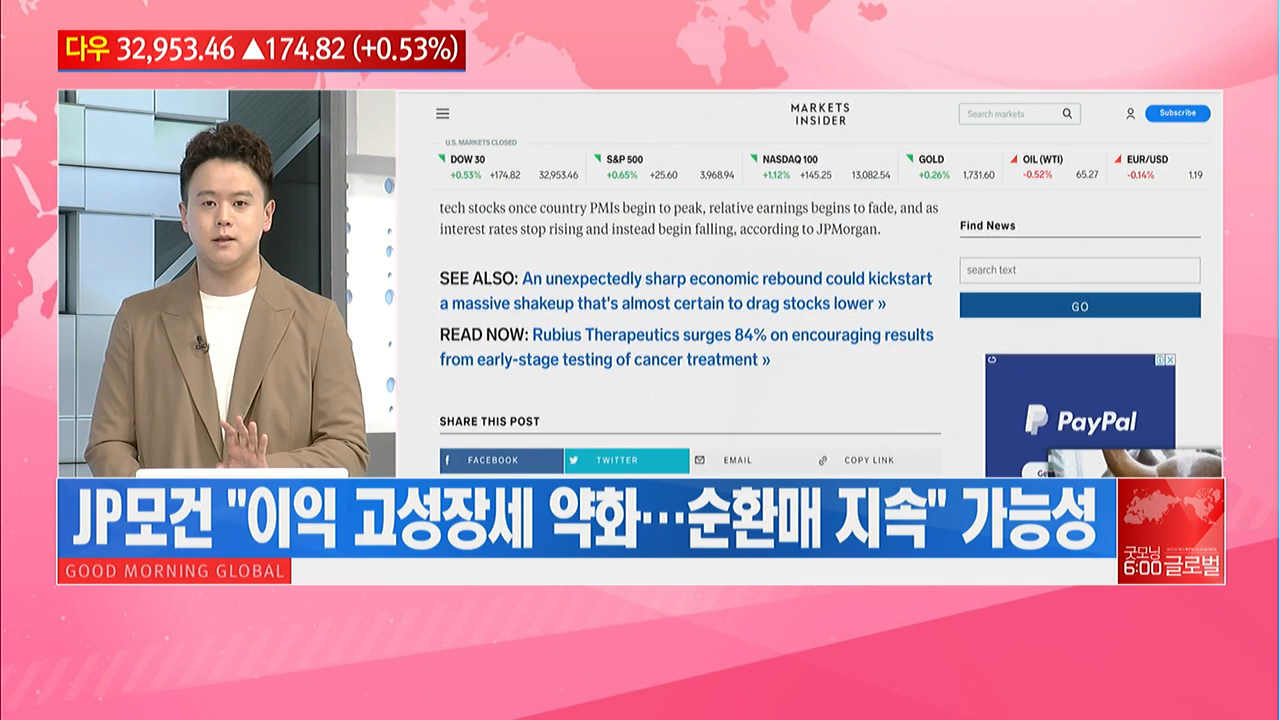 다우 32,953.46 ▲174.82 (+0.53%)
MARKETS
INSIDER
Search markets
Subscribe
U.S. MARKETS CLOSED
DOW 30
+0.53% +174.82 32,953.46
S&P 500
+0.65% +25.60 3,968.94
NASDAQ 100
+1.12% +145.25 13,082.54
GOLD
+0.26% 1,731.60
OIL (WTI)
-0.52% 65.27
EUR/USD
-0.14% 1.19
tech stocks once country PMIs begin to peak, relative earnings begins to fade, and as
interest rates stop rising and instead begin falling, according to JPMorgan.
SEE ALSO: An unexpectedly sharp economic rebound could kickstart
a massive shakeup that's almost certain to drag stocks lower »
READ NOW: Rubius Therapeutics surges 84% on encouraging results
from early-stage testing of cancer treatment »
SHARE THIS POST
FACEBOOK
TWITTER
EMAIL
COPY LINK
Find News
search text
GO
PayPal
JP모건 "이익 고성장세 약화…순환매 지속" 가능성
GOOD MORNING GLOBAL
굿모닝
6:00 글로벌